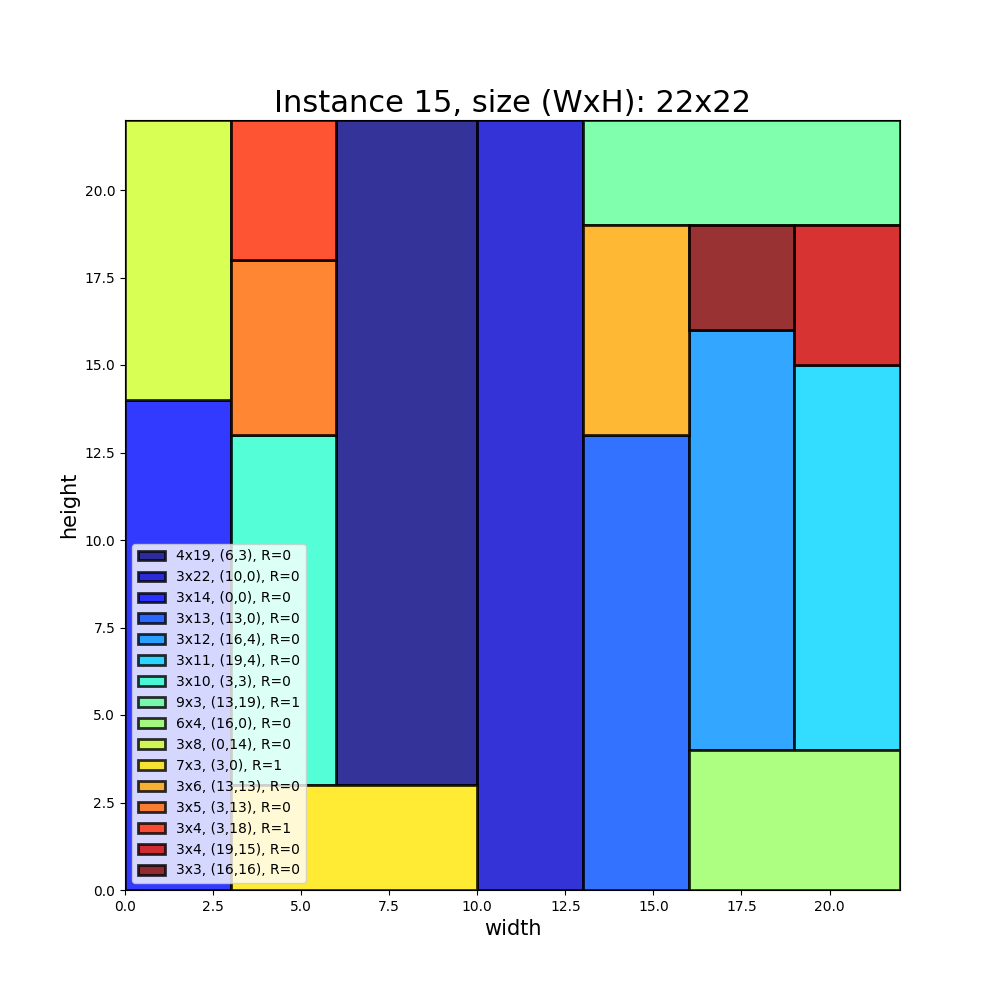 Instance 15, size (WxH): 22x22
height
20.0
17.5
15.0
12.5
10.0
7.5
5.0
2.5
0.0
4x19, (6,3), R=0
3x22, (10,0), R=0
3x14, (0,0), R=0
3x13, (13,0), R=0
3x12, (16,4), R=0
3x11, (19,4), R=0
3x10, (3,3), R=0
9x3, (13,19), R=1
6x4, (16,0), R=0
3x8, (0,14), R=0
7x3, (3,0), R=1
3x6, (13,13), R=0
3x5, (3,13), R=0
3x4, (3,18), R=1
3x4, (19,15), R=0
3x3, (16,16), R=0
0.0 2.5 5.0 7.5 10.0 12.5 15.0 17.5 20.0
width